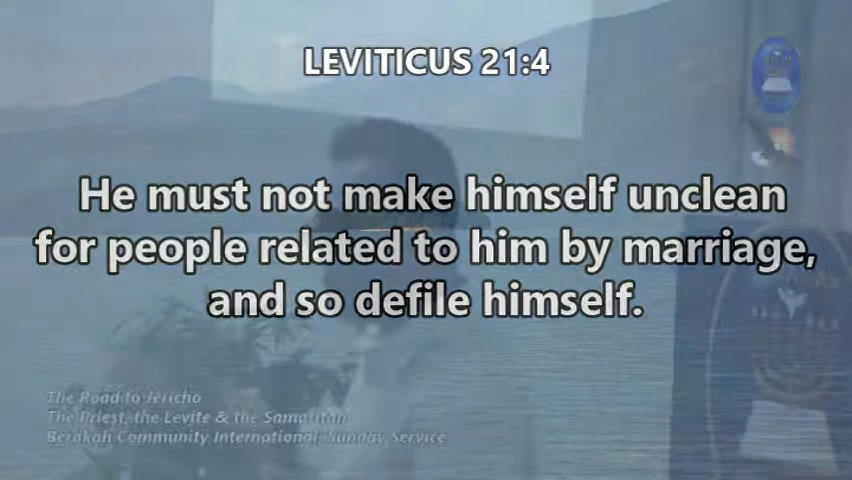 LEVITICUS 21:4
He must not make himself unclean
for people related to him by marriage,
and so defile himself.
The Road to Jericho
The Priest, the Levite & the Samaritan
Berakah Community International, Sunday Service